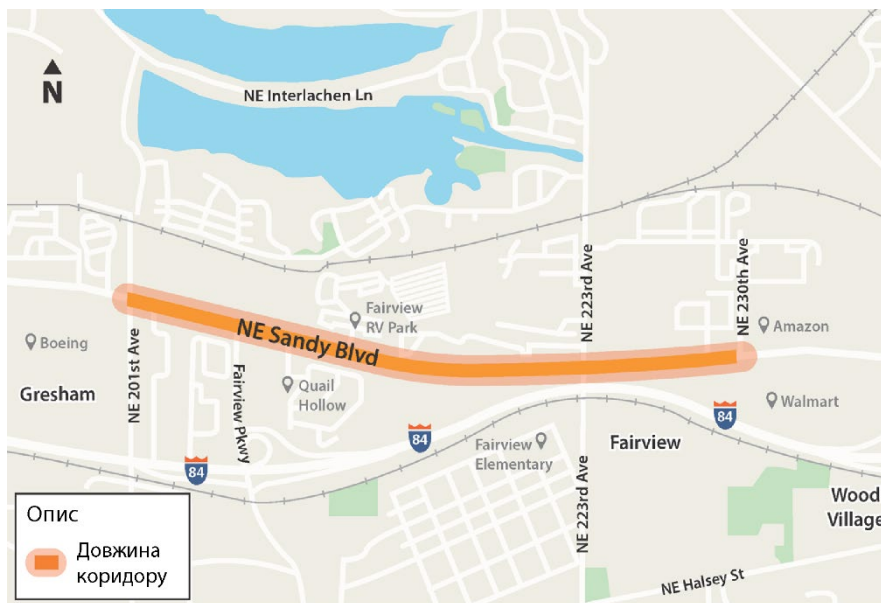 N
NE Interlachen Ln
NE 223rd Ave
NE 230th Ave
Fairview
RV Park
Amazon
NE Sandy Blvd
Boeing
NE 201st Ave
Gresham
Fairview Pkwy
Quail
Hollow
Walmart
84
84
84
Fairview
Elementary
Fairview
NE 223rd Ave
Wood
Village
NE Halsey St
Опис
Довжина
коридору